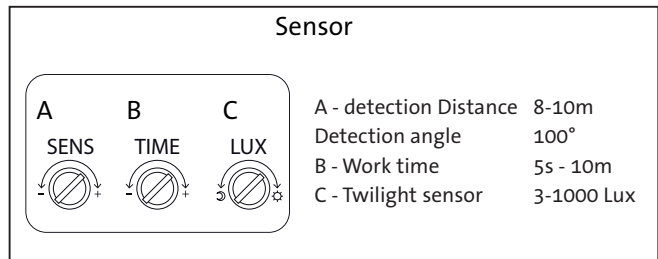 Sensor
A B C
SENS TIME LUX
- + - +
A - detection Distance 8-10m
Detection angle 100°
B - Work time 5s - 10m
C - Twilight sensor 3-1000 Lux